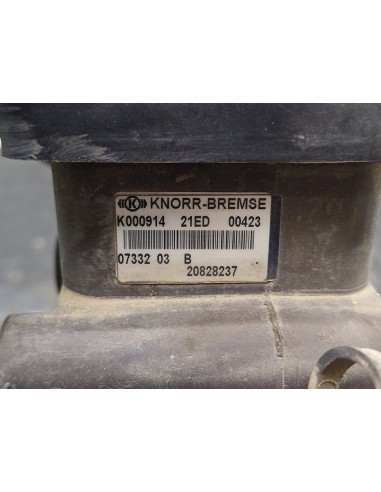 K KNORR-BREMSE
K000914 21ED 00423
07332 03 B
20828237